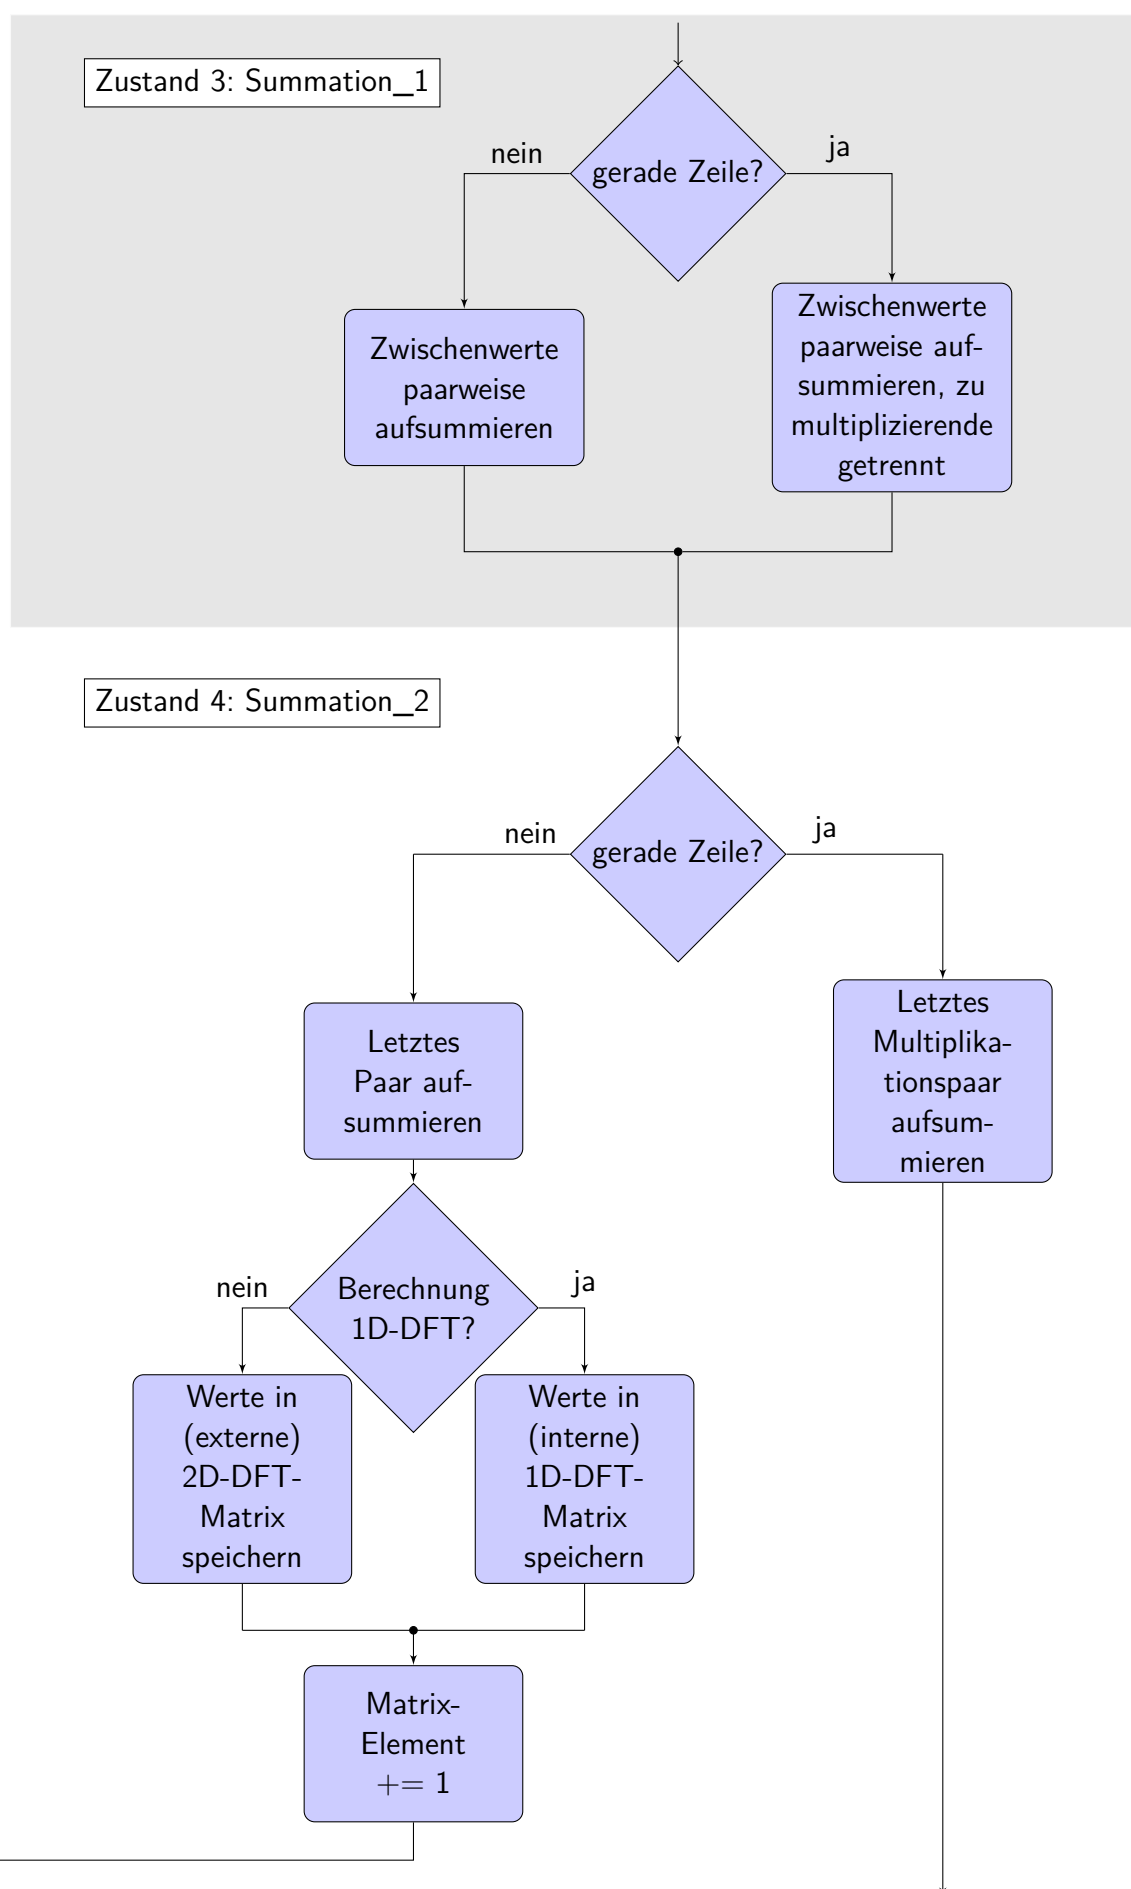 Zustand 3: Summation_1
gerade Zeile?
nein
ja
Zwischenwerte
paarweise
aufsummieren
Zwischenwerte
paarweise auf-
summieren, zu
multiplizierende
getrennt
Zustand 4: Summation_2
gerade Zeile?
nein
ja
Letztes
Paar auf-
summieren
Letztes
Multiplika-
tionspaar
aufsum-
mieren
Berechnung
1D-DFT?
nein
ja
Werte in
(externe)
2D-DFT-
Matrix
speichern
Werte in
(interne)
1D-DFT-
Matrix
speichern
Matrix-
Element
+= 1